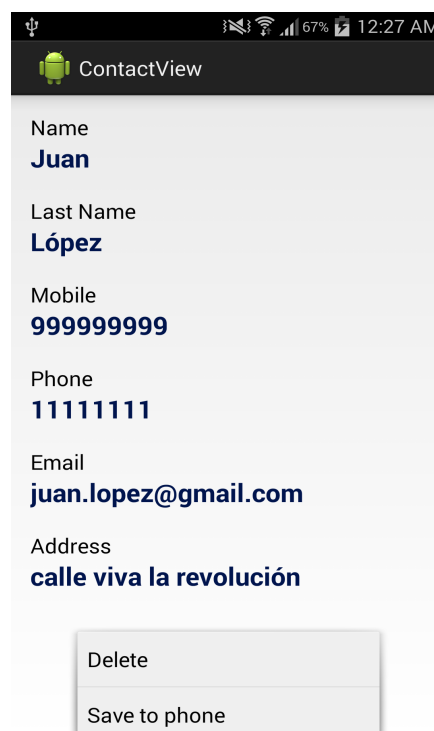 67% 12:27 AM
ContactView
Name
Juan
Last Name
López
Mobile
999999999
Phone
11111111
Email
juan.lopez@gmail.com
Address
calle viva la revolución
Delete
Save to phone